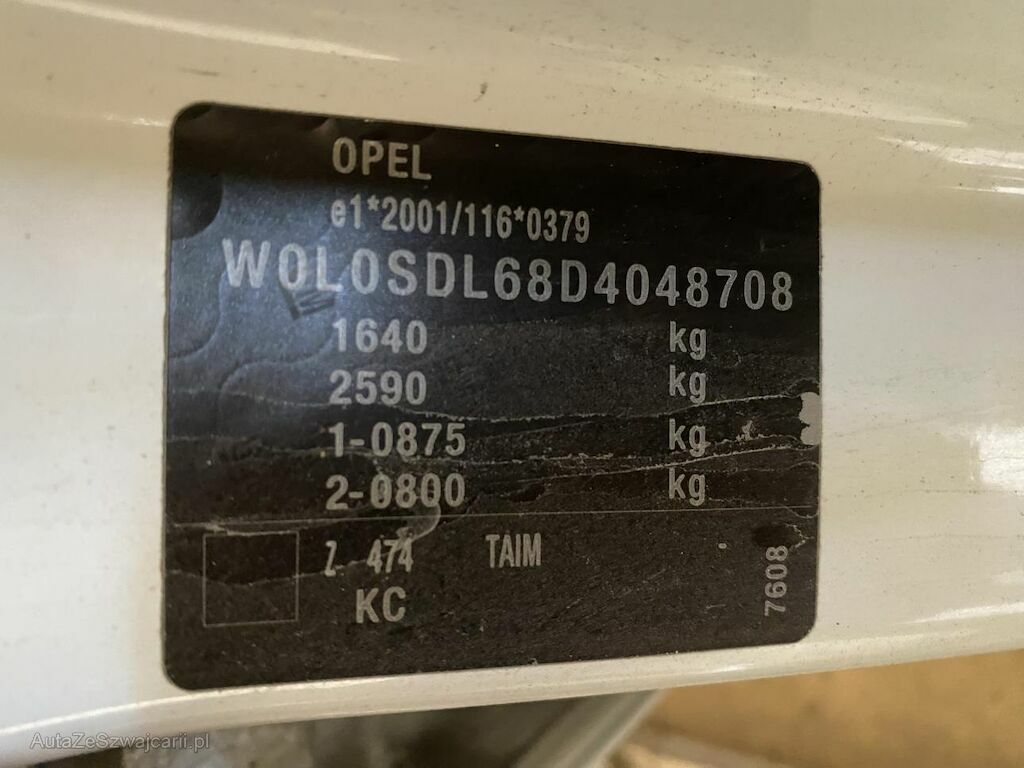 OPEL
e1*2001/116*0379
W0L0SDL68D4048708
1640 kg
2590 kg
1-0875 kg
2-0800 kg
Z 474 TAIM
KC
7608
AutaZeSzwajcarii.pl